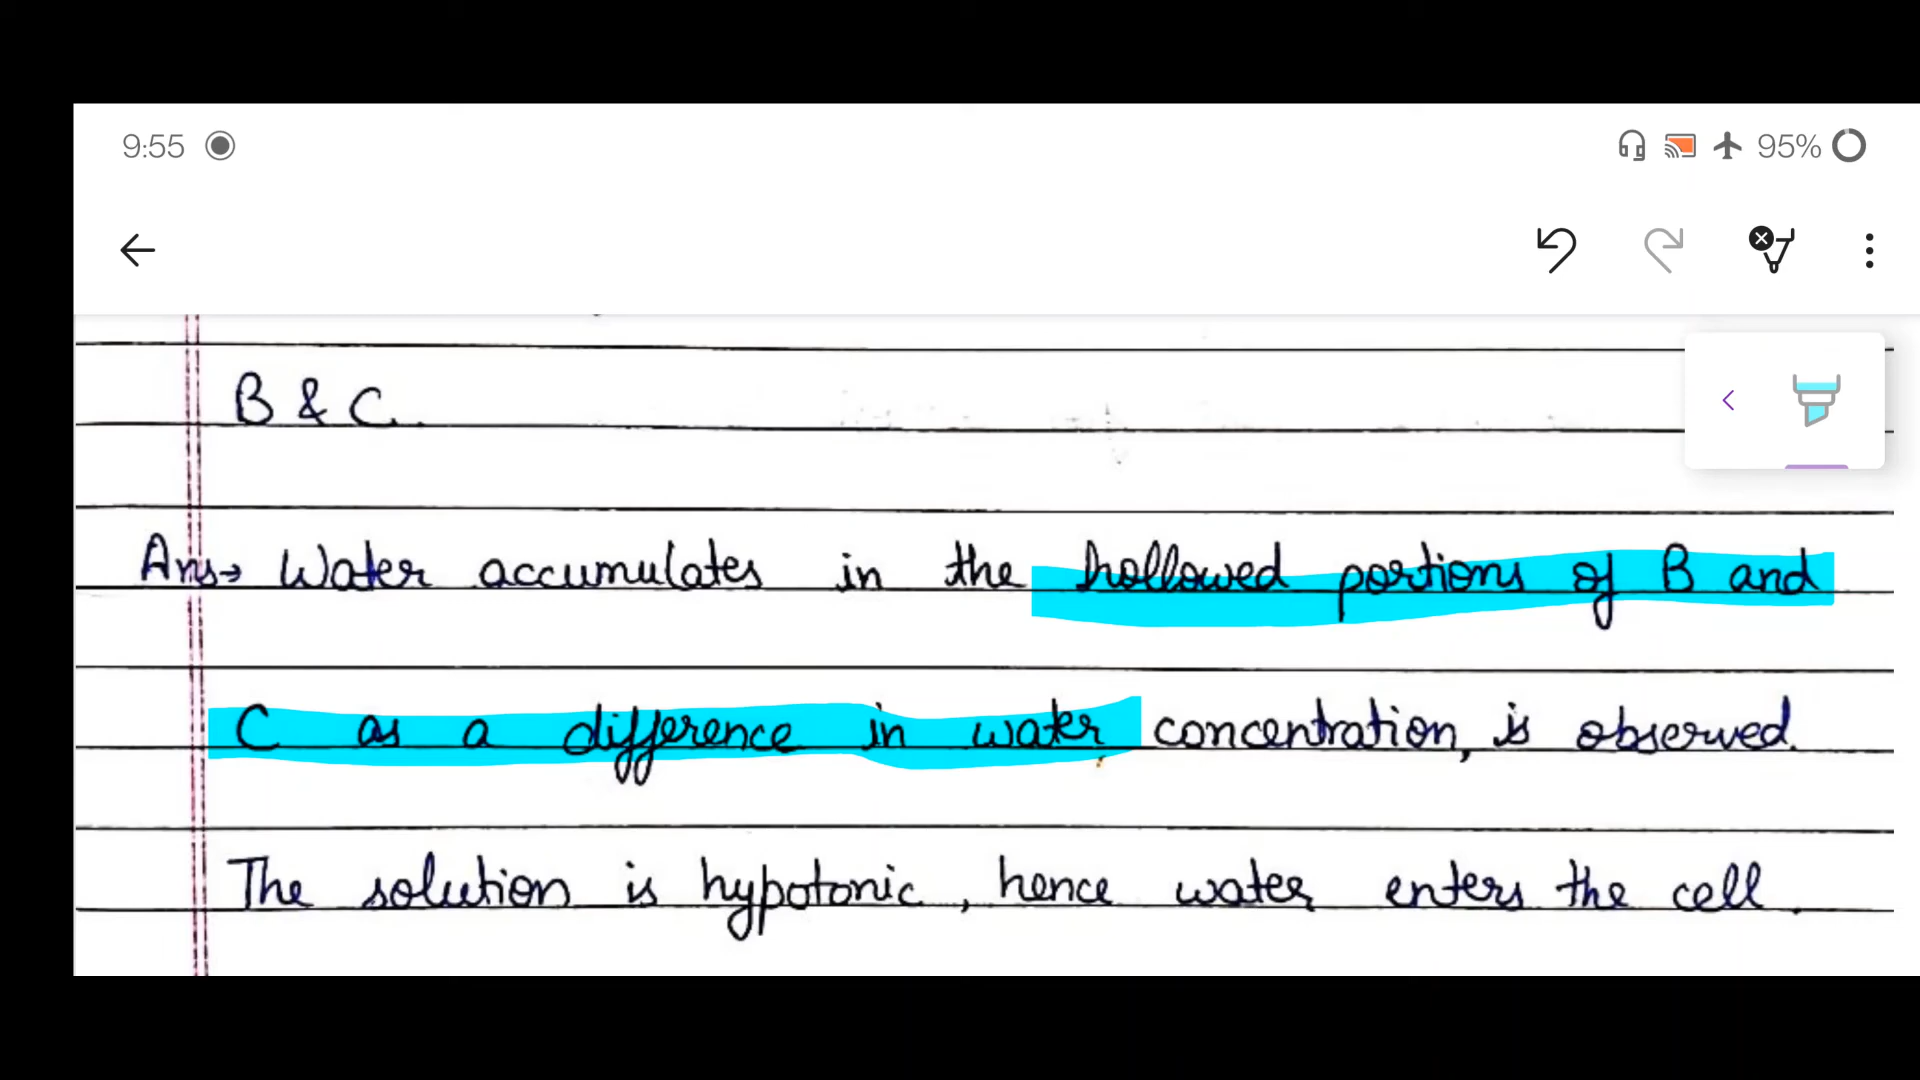 9:55 95%
B & C.
Ans→ Water accumulates in the hollowed portions of B and
C as a difference in water concentration, is observed.
The solution is hypotonic, hence water enters the cell.